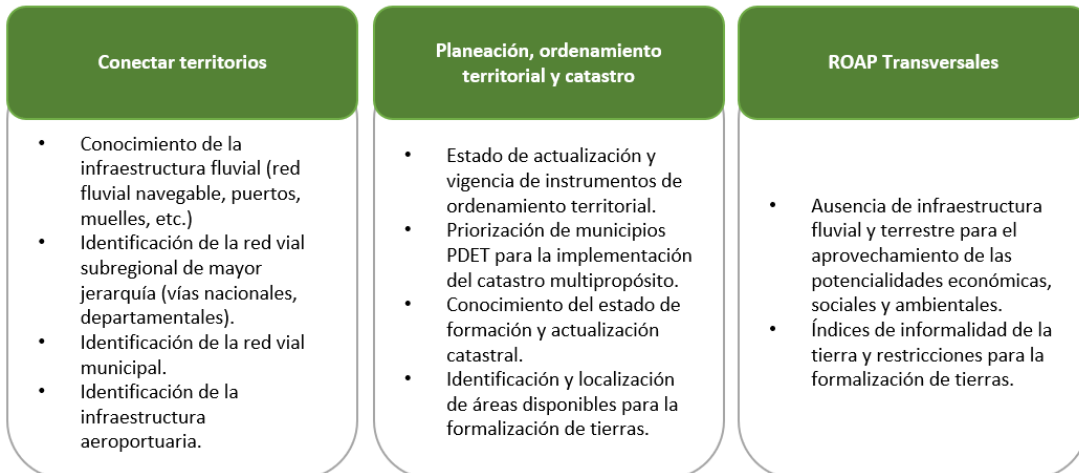 Conectar territorios
• Conocimiento de la
infraestructura fluvial (red
fluvial navegable, puertos,
muelles, etc.)
• Identificación de la red vial
subregional de mayor
jerarquía (vías nacionales,
departamentales).
• Identificación de la red vial
municipal.
• Identificación de la
infraestructura
aeroportuaria.
Planeación, ordenamiento
territorial y catastro
• Estado de actualización y
vigencia de instrumentos de
ordenamiento territorial.
• Priorización de municipios
PDET para la implementación
del catastro multipropósito.
• Conocimiento del estado de
formación y actualización
catastral.
• Identificación y localización
de áreas disponibles para la
formalización de tierras.
ROAP Transversales
• Ausencia de infraestructura
fluvial y terrestre para el
aprovechamiento de las
potencialidades económicas,
sociales y ambientales.
• Índices de informalidad de la
tierra y restricciones para la
formalización de tierras.